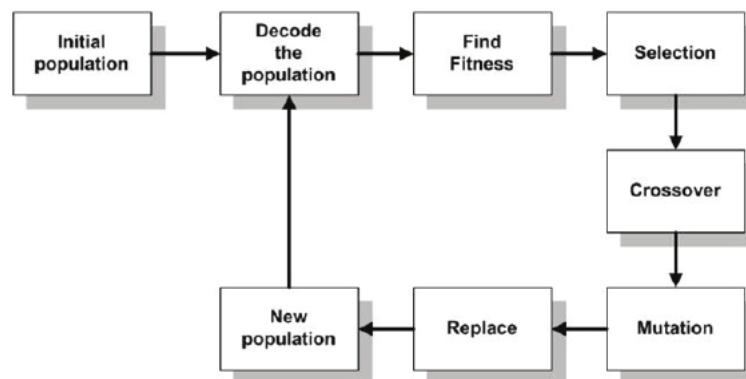 Initial
population
Decode
the
population
Find
Fitness
Selection
Crossover
Mutation
Replace
New
population